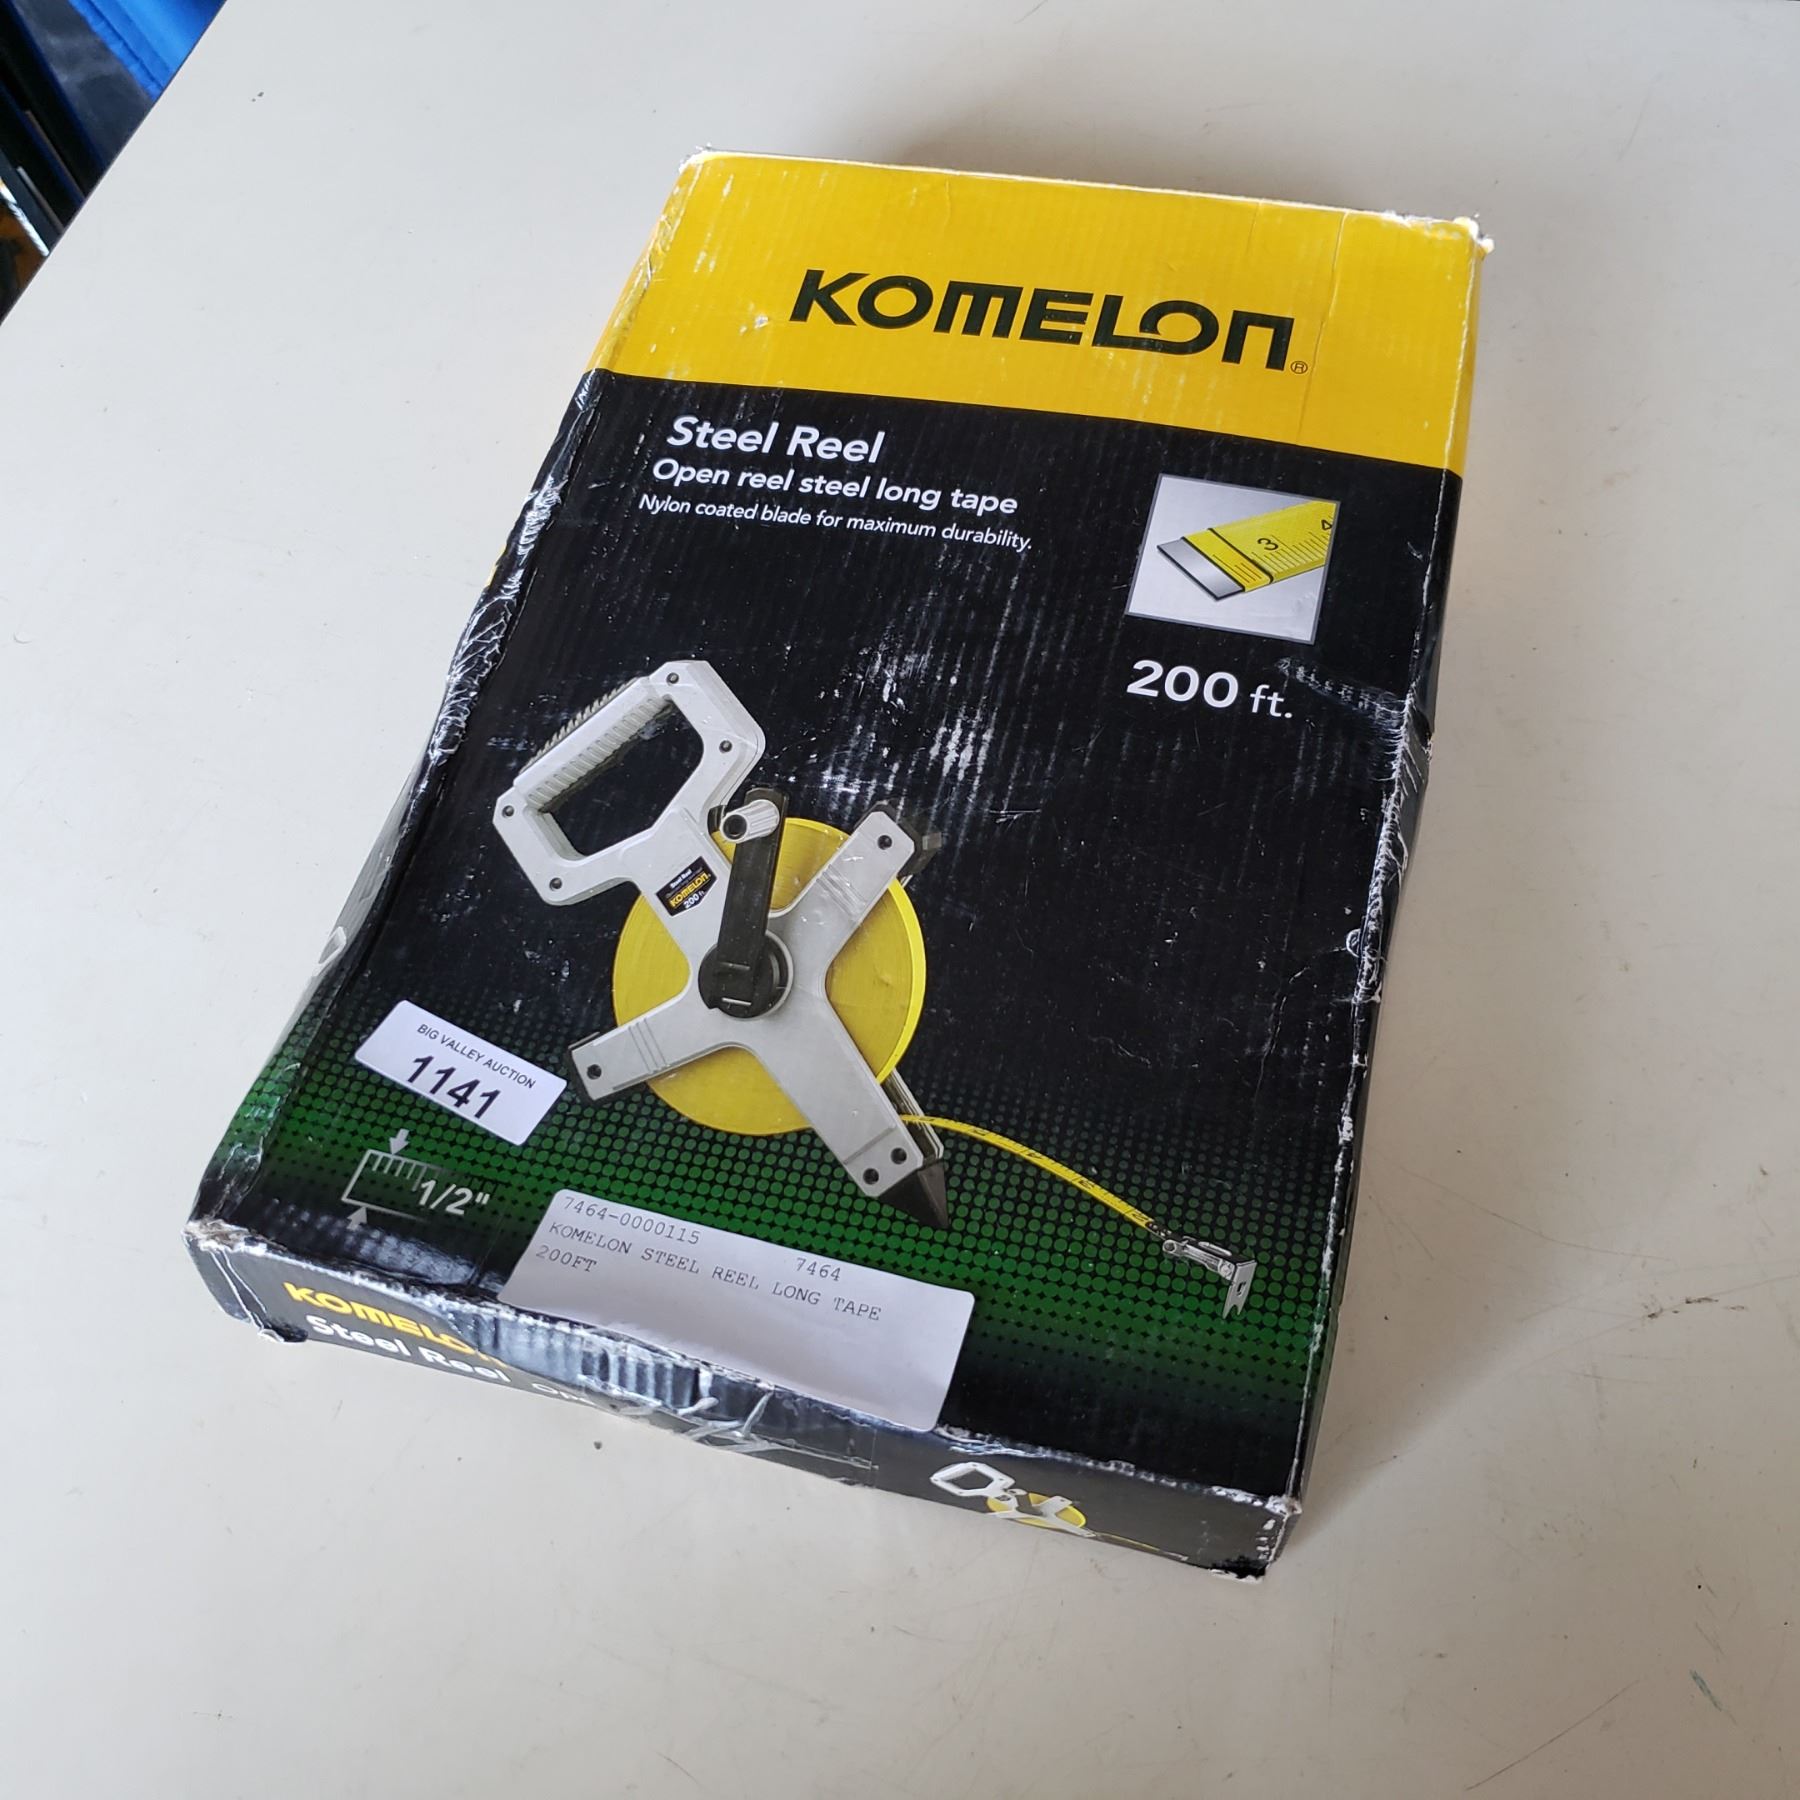 KOMELON®
Steel Reel
Open reel steel long tape
Nylon coated blade for maximum durability.
3 4
200 ft.
Steel Reel
KOMELON
200 ft
BIG VALLEY AUCTION
1141
1/2"
7464-0000115 7464
KOMELON STEEL REEL LONG TAPE
200FT
KOMELON
Steel Reel